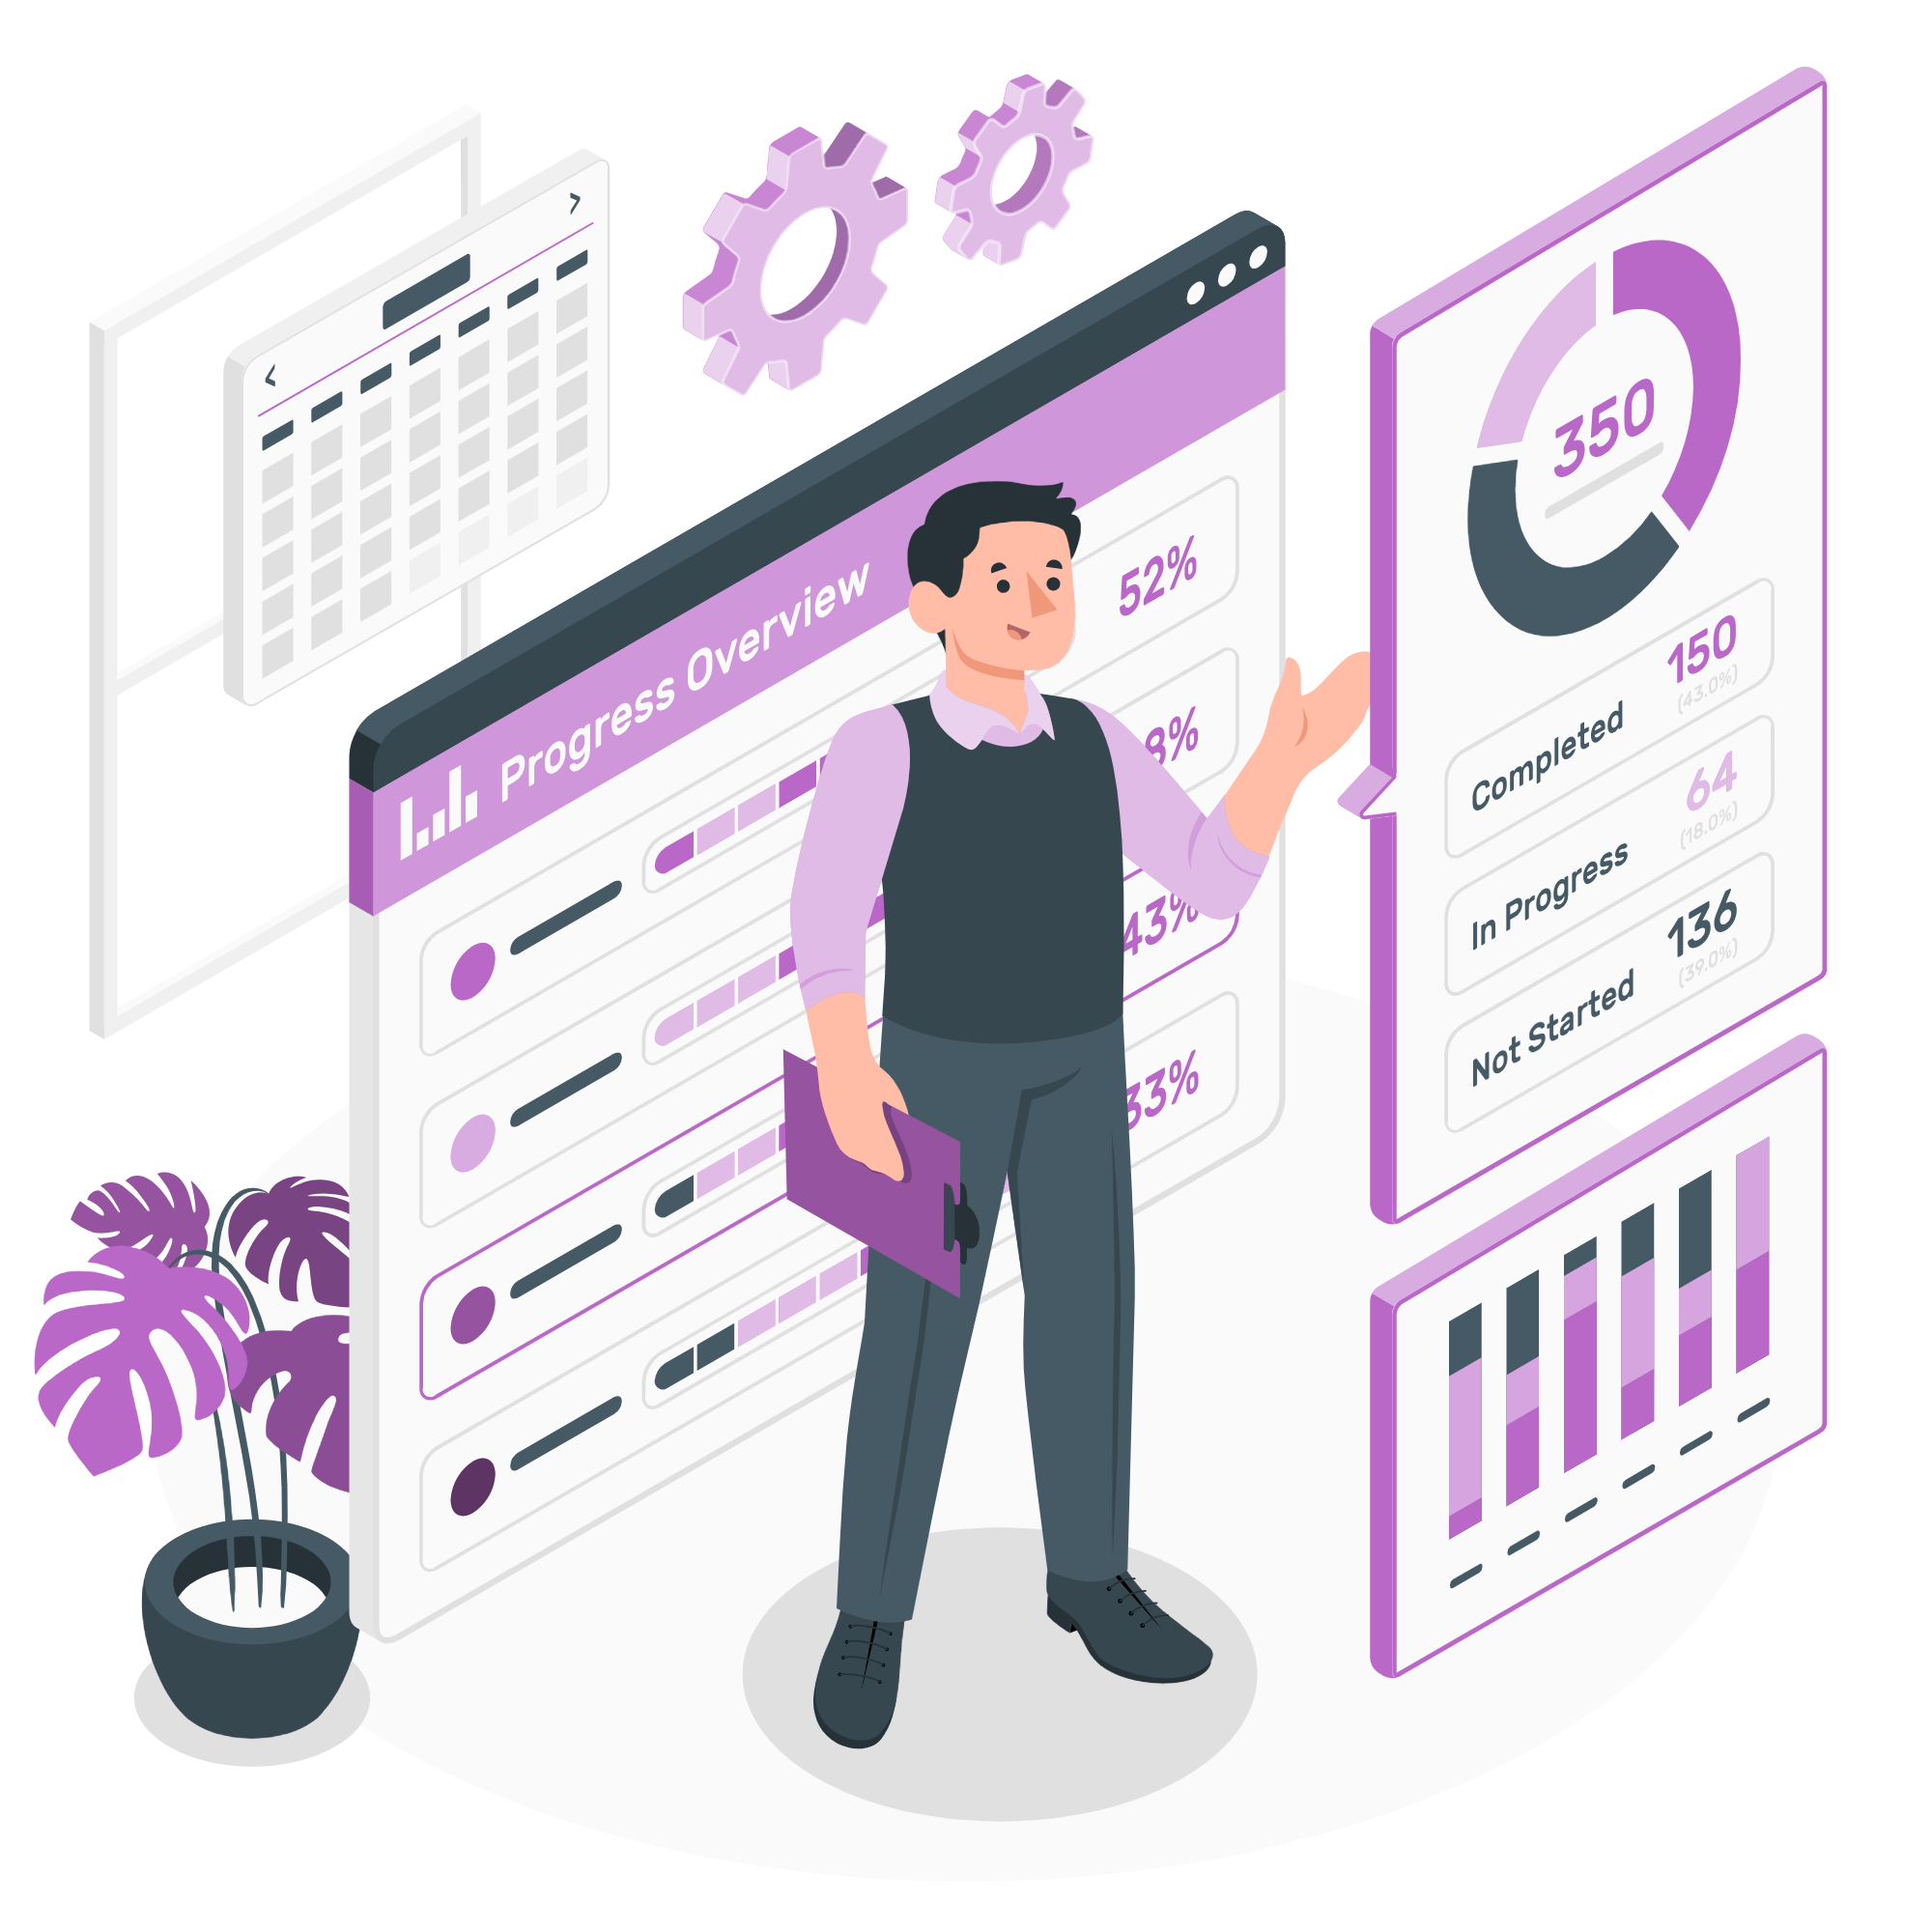 Progress Overview
52%
8%
43%
33%
350
Completed
150
(43.0%)
In Progress
64
(18.0%)
Not Started
136
(39.0%)